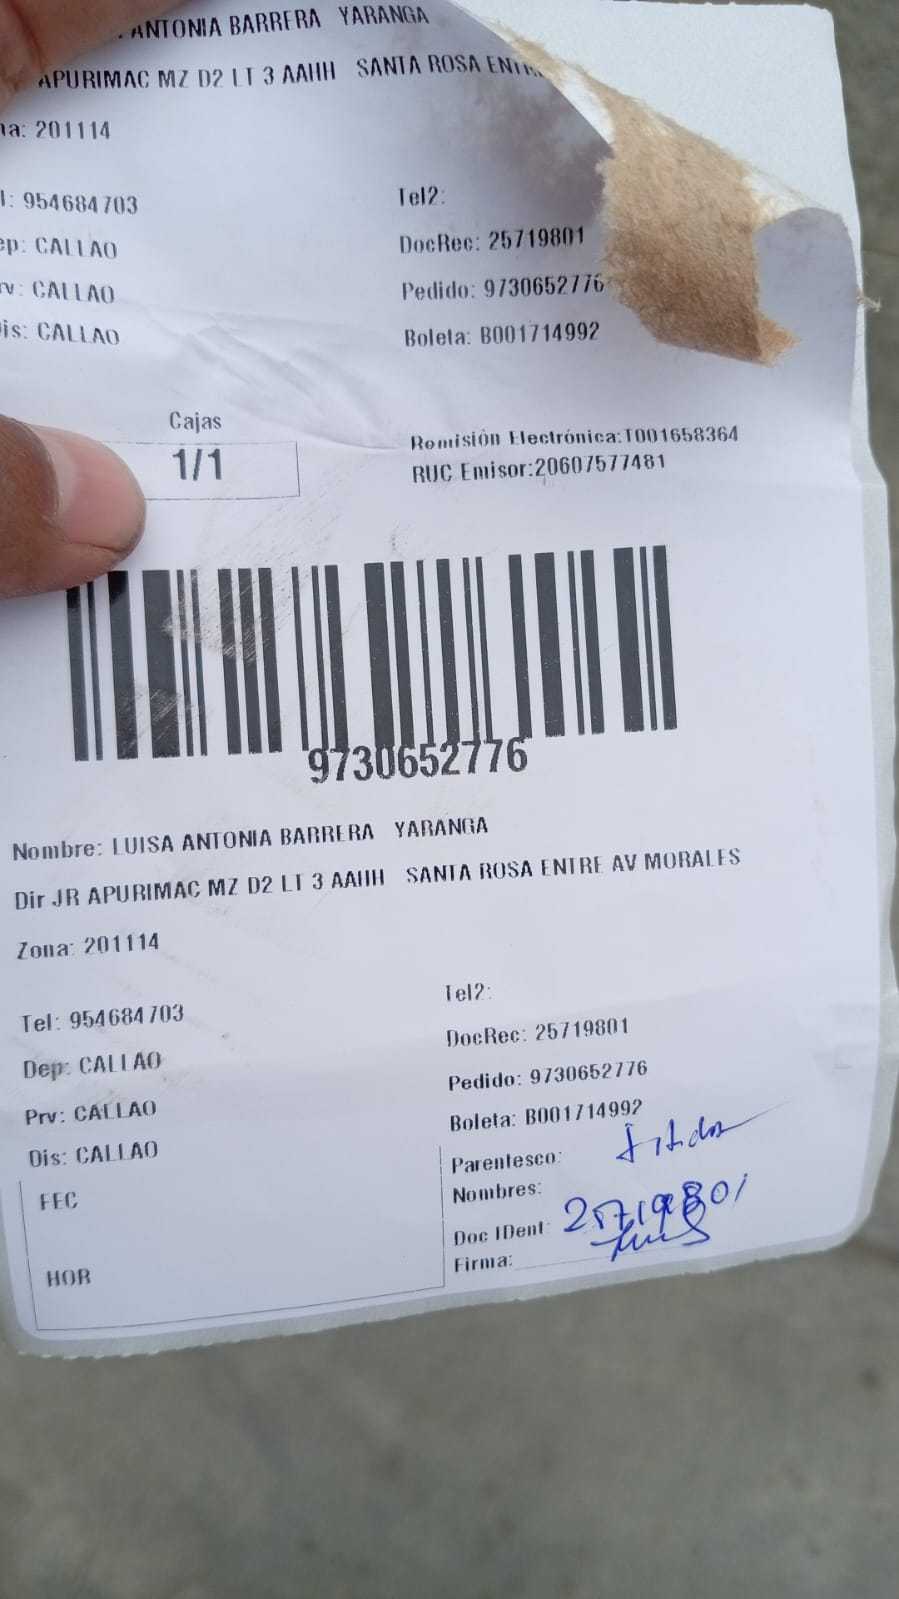 ANTONIA BARRERA YARANGA
APURIMAC MZ D2 LT 3 AAHH SANTA ROSA
201114
954684703
Tel2:
CALLAO
DocRec: 25719801
CALLAO
Pedido: 9730652776
CALLAO
Boleta: B001714992
Cajas
1/1
Remisión Electrónica:T001658364
RUC Emisor:20607577481
9730652776
Nombre: LUISA ANTONIA BARRERA YARANGA
Dir JR APURIMAC MZ D2 LT 3 AAHH SANTA ROSA ENTRE AV MORALES
Zona: 201114
Tel: 954684703
Tel2:
Dep: CALLAO
DocRec: 25719801
Prv: CALLAO
Pedido: 9730652776
Dis: CALLAO
Boleta: B001714992
FEC
Parentesco:
Nombres:
HOR
Doc IDent: 25719801
Firma: